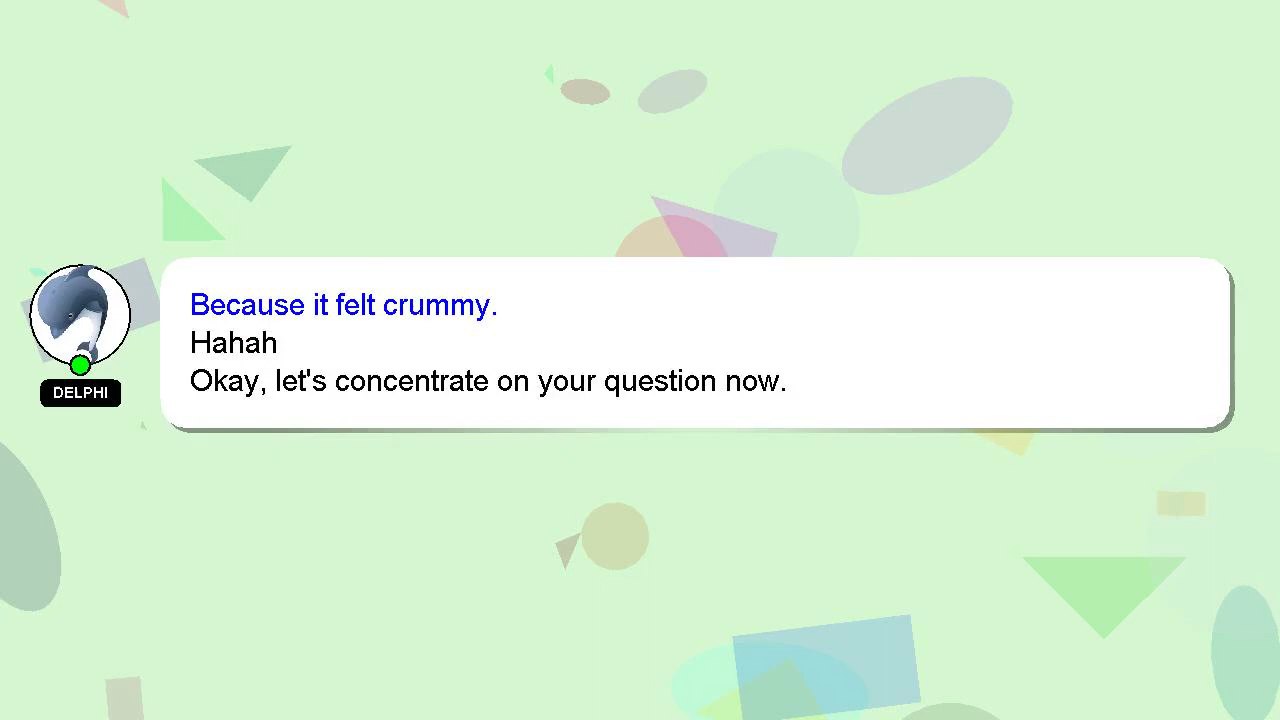 Because it felt crummy.
Hahah
Okay, let's concentrate on your question now.
DELPHI